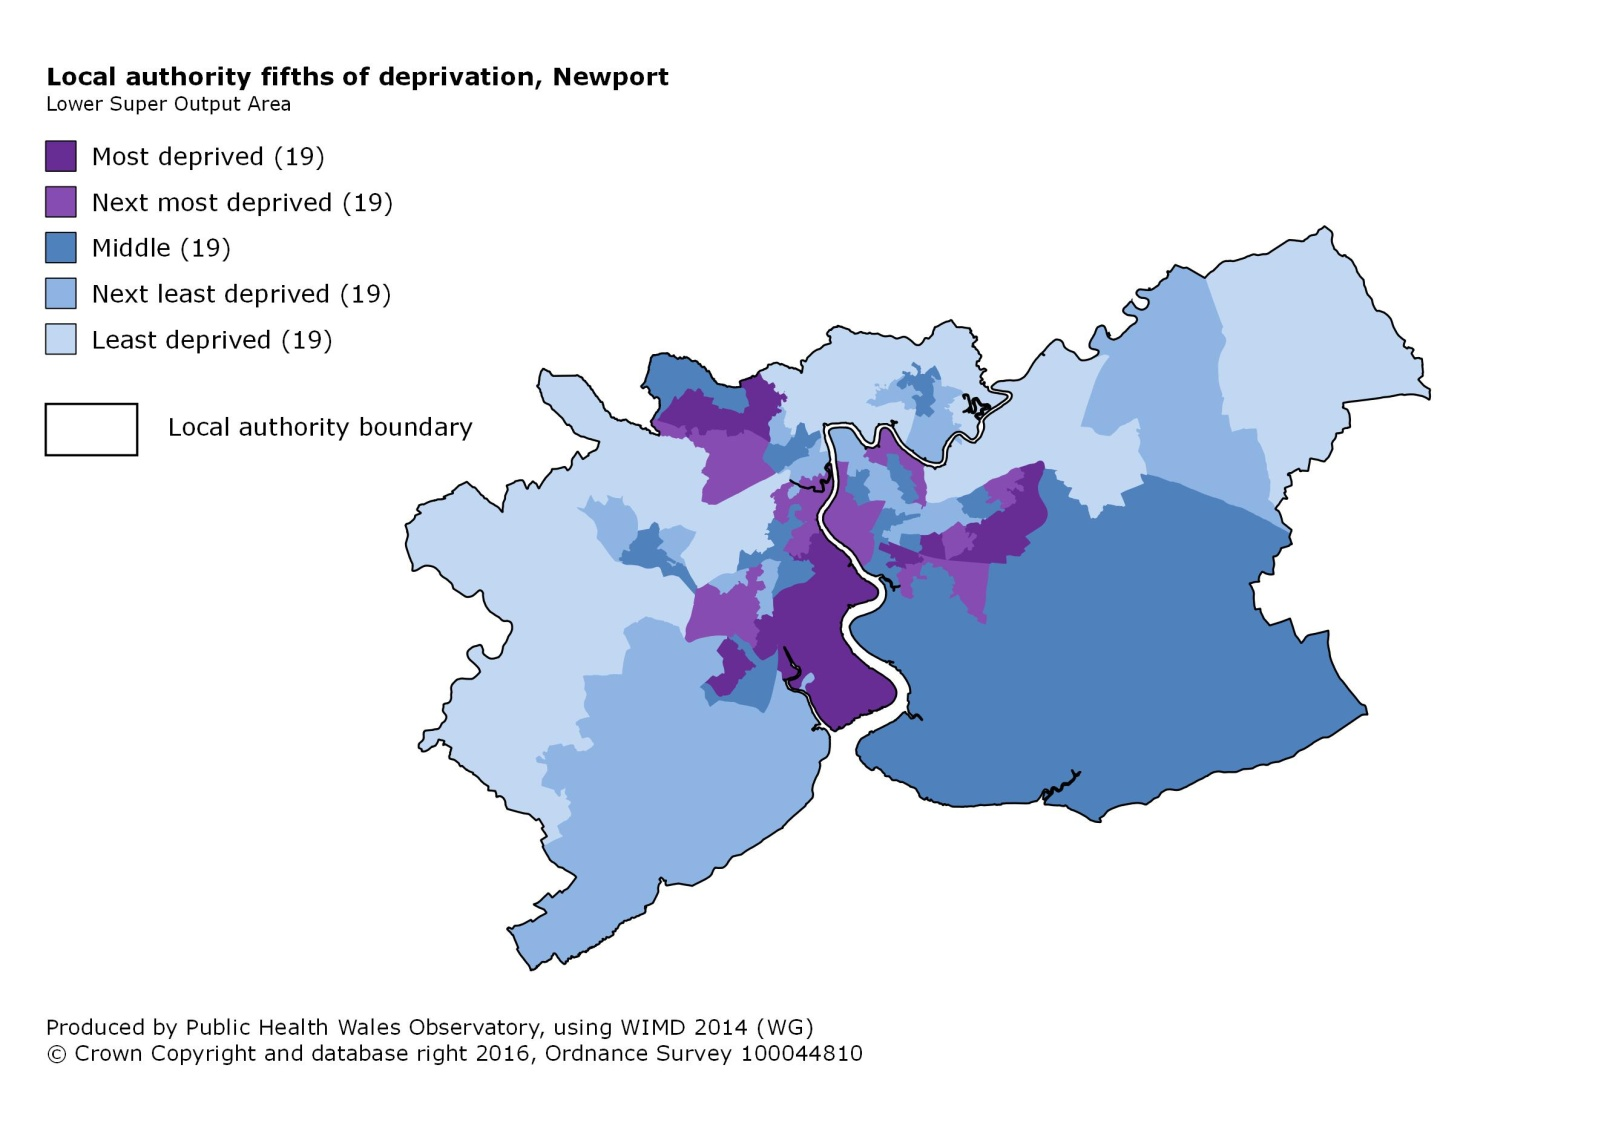 Local authority fifths of deprivation, Newport
Lower Super Output Area
Most deprived (19)
Next most deprived (19)
Middle (19)
Next least deprived (19)
Least deprived (19)
Local authority boundary
Produced by Public Health Wales Observatory, using WIMD 2014 (WG)
© Crown Copyright and database right 2016, Ordnance Survey 100044810